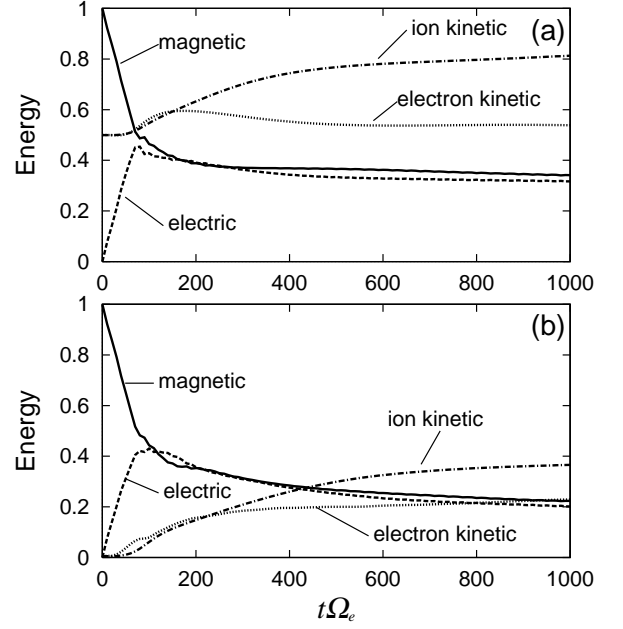 1
0.8
0.6
0.4
0.2
0
Energy
(a)
magnetic
ion kinetic
electron kinetic
electric
0 200 400 600 800 1000
1
0.8
0.6
0.4
0.2
0
Energy
(b)
magnetic
ion kinetic
electric
electron kinetic
0 200 400 600 800 1000
tΩₑ